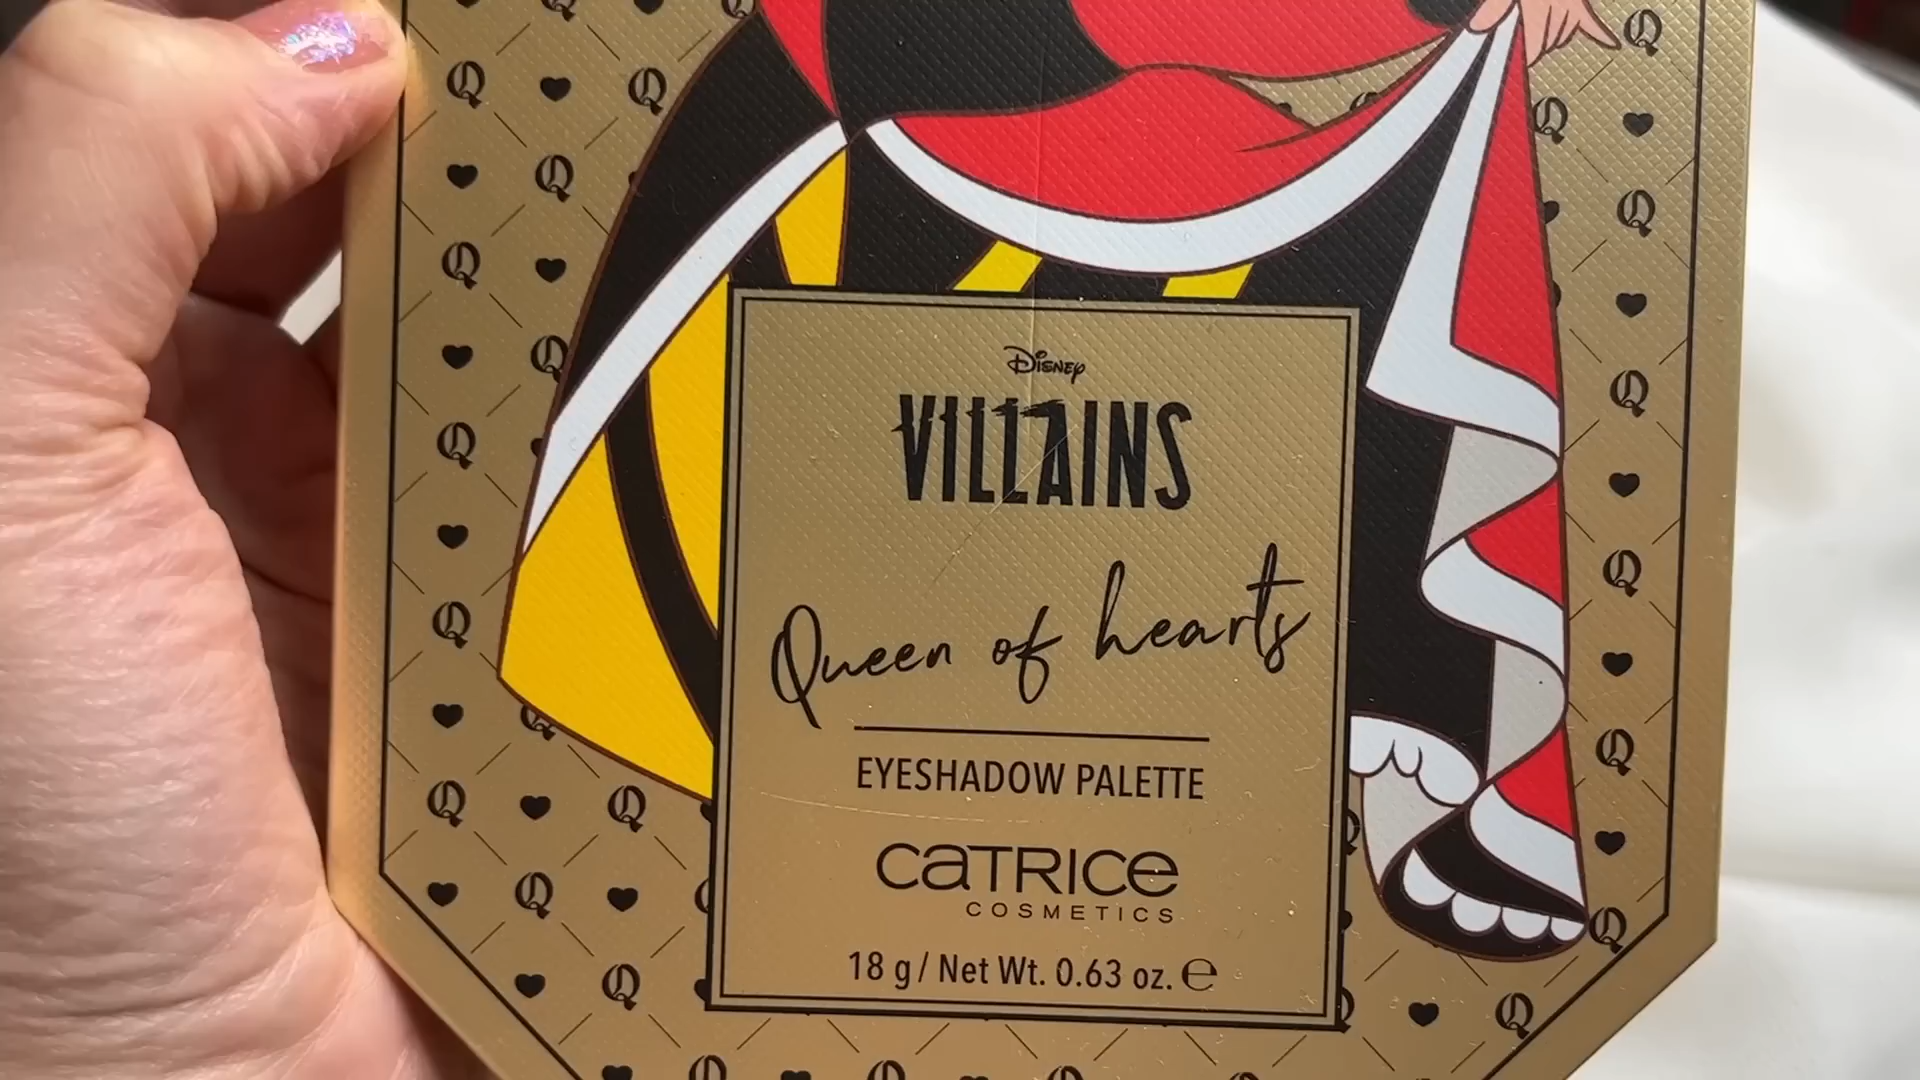 Disney
VILLAINS
Queen of hearts
EYESHADOW PALETTE
CATRICE
COSMETICS
18 g / Net Wt. 0.63 oz. ℮